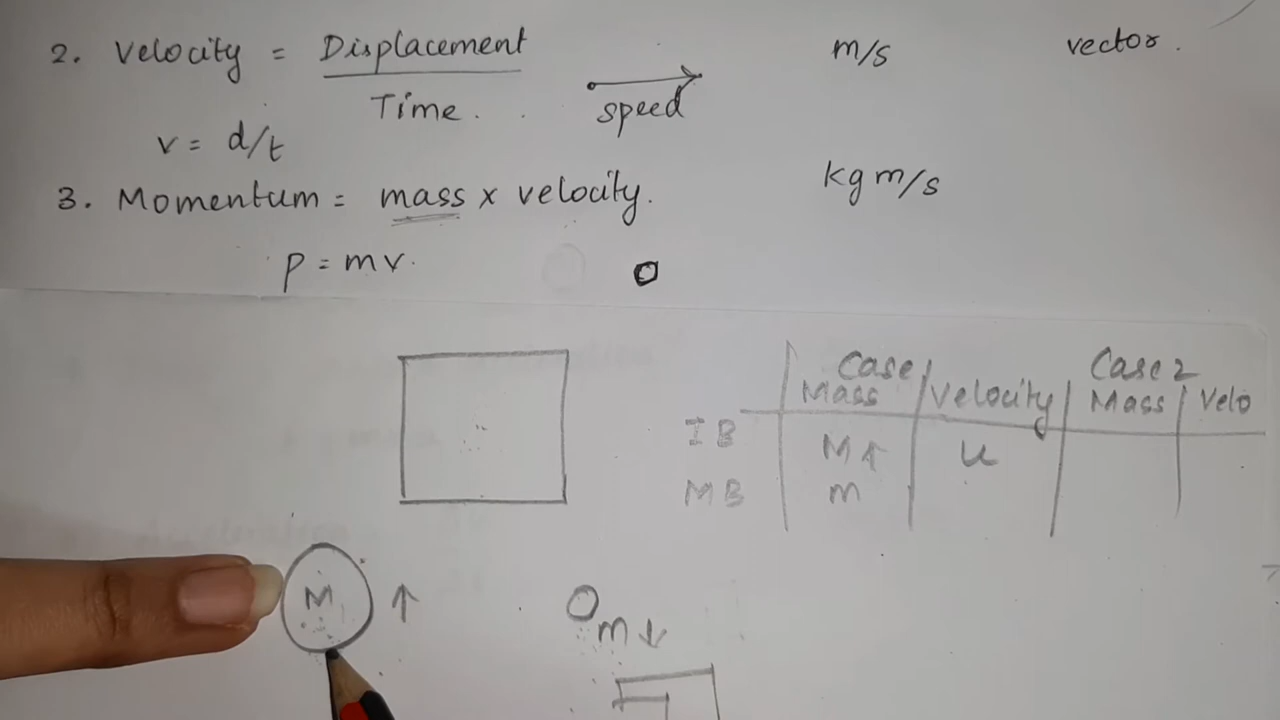 2. Velocity = Displacement / Time. speed m/s vector.
v = d/t
3. Momentum = mass x velocity. kg m/s
p = mv.
Case 1 Case 2
Mass Velocity Mass Velo
IB M↑ u
MB m
M ↑
m↓